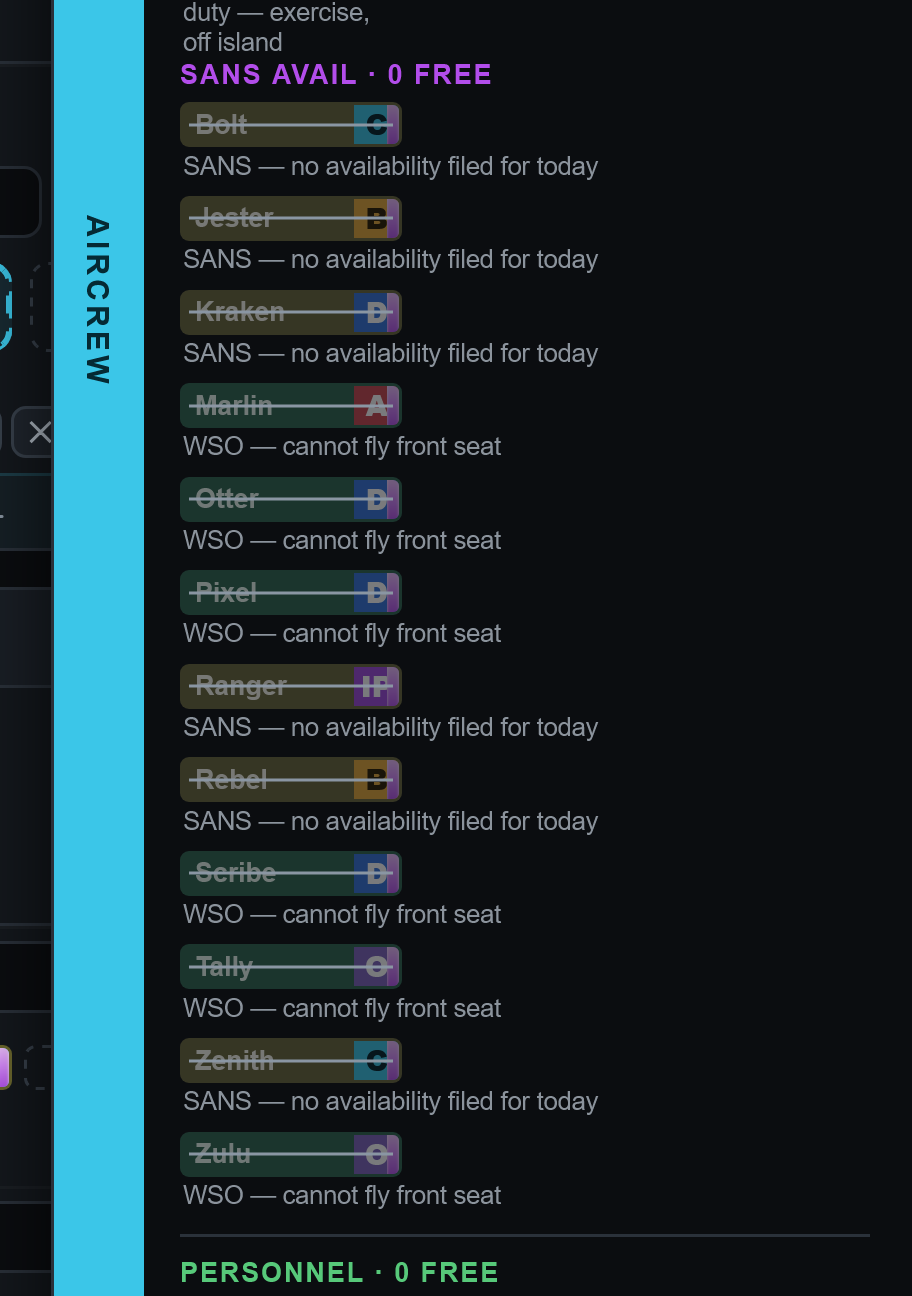 duty — exercise,
off island
SANS AVAIL · 0 FREE
Bolt C
SANS — no availability filed for today
Jester B
SANS — no availability filed for today
Kraken D
SANS — no availability filed for today
Marlin A
WSO — cannot fly front seat
Otter D
WSO — cannot fly front seat
Pixel D
WSO — cannot fly front seat
Ranger IP
SANS — no availability filed for today
Rebel B
SANS — no availability filed for today
Scribe D
WSO — cannot fly front seat
Tally O
WSO — cannot fly front seat
Zenith C
SANS — no availability filed for today
Zulu O
WSO — cannot fly front seat
PERSONNEL · 0 FREE
AIRCREW